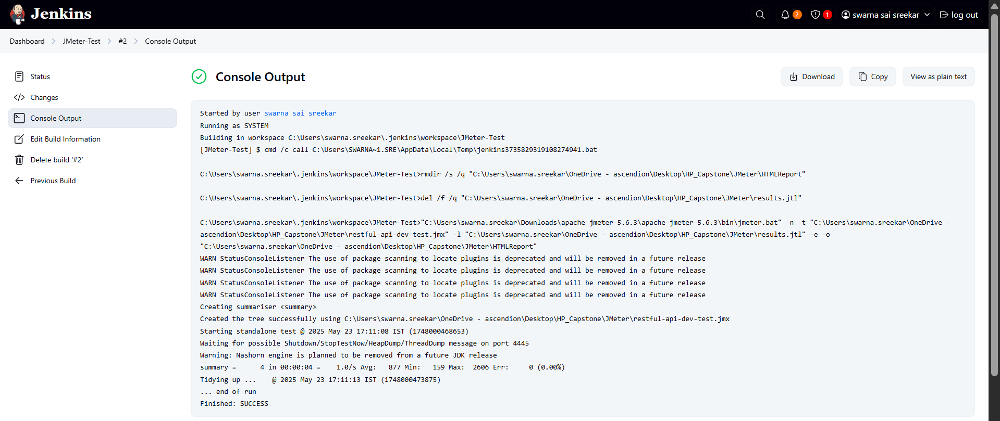 Jenkins
2
1
swarna sai sreekar
log out
Dashboard
JMeter-Test
#2
Console Output
Status
Changes
Console Output
Edit Build Information
Delete build ‘#2’
Previous Build
Console Output
Download
Copy
View as plain text
Started by user swarna sai sreekar
Running as SYSTEM
Building in workspace C:\Users\swarna.sreekar\.jenkins\workspace\JMeter-Test
[JMeter-Test] $ cmd /c call C:\Users\SWARNA~1.SRE\AppData\Local\Temp\jenkins3735829319108274941.bat
C:\Users\swarna.sreekar\.jenkins\workspace\JMeter-Test>rmdir /s /q "C:\Users\swarna.sreekar\OneDrive - ascendion\Desktop\HP_Capstone\JMeter\HTMLReport"
C:\Users\swarna.sreekar\.jenkins\workspace\JMeter-Test>del /f /q "C:\Users\swarna.sreekar\OneDrive - ascendion\Desktop\HP_Capstone\JMeter\results.jtl"
C:\Users\swarna.sreekar\.jenkins\workspace\JMeter-Test>"C:\Users\swarna.sreekar\Downloads\apache-jmeter-5.6.3\apache-jmeter-5.6.3\bin\jmeter.bat" -n -t "C:\Users\swarna.sreekar\OneDrive -
ascendion\Desktop\HP_Capstone\JMeter\restful-api-dev-test.jmx" -l "C:\Users\swarna.sreekar\OneDrive - ascendion\Desktop\HP_Capstone\JMeter\results.jtl" -e -o
"C:\Users\swarna.sreekar\OneDrive - ascendion\Desktop\HP_Capstone\JMeter\HTMLReport"
WARN StatusConsoleListener The use of package scanning to locate plugins is deprecated and will be removed in a future release
WARN StatusConsoleListener The use of package scanning to locate plugins is deprecated and will be removed in a future release
WARN StatusConsoleListener The use of package scanning to locate plugins is deprecated and will be removed in a future release
WARN StatusConsoleListener The use of package scanning to locate plugins is deprecated and will be removed in a future release
Creating summariser <summary>
Created the tree successfully using C:\Users\swarna.sreekar\OneDrive - ascendion\Desktop\HP_Capstone\JMeter\restful-api-dev-test.jmx
Starting standalone test @ 2025 May 23 17:11:08 IST (1748000468653)
Waiting for possible Shutdown/StopTestNow/HeapDump/ThreadDump message on port 4445
Warning: Nashorn engine is planned to be removed from a future JDK release
summary =      4 in 00:00:04 =    1.0/s Avg:   877 Min:   159 Max:  2606 Err:     0 (0.00%)
Tidying up ...    @ 2025 May 23 17:11:13 IST (1748000473875)
... end of run
Finished: SUCCESS